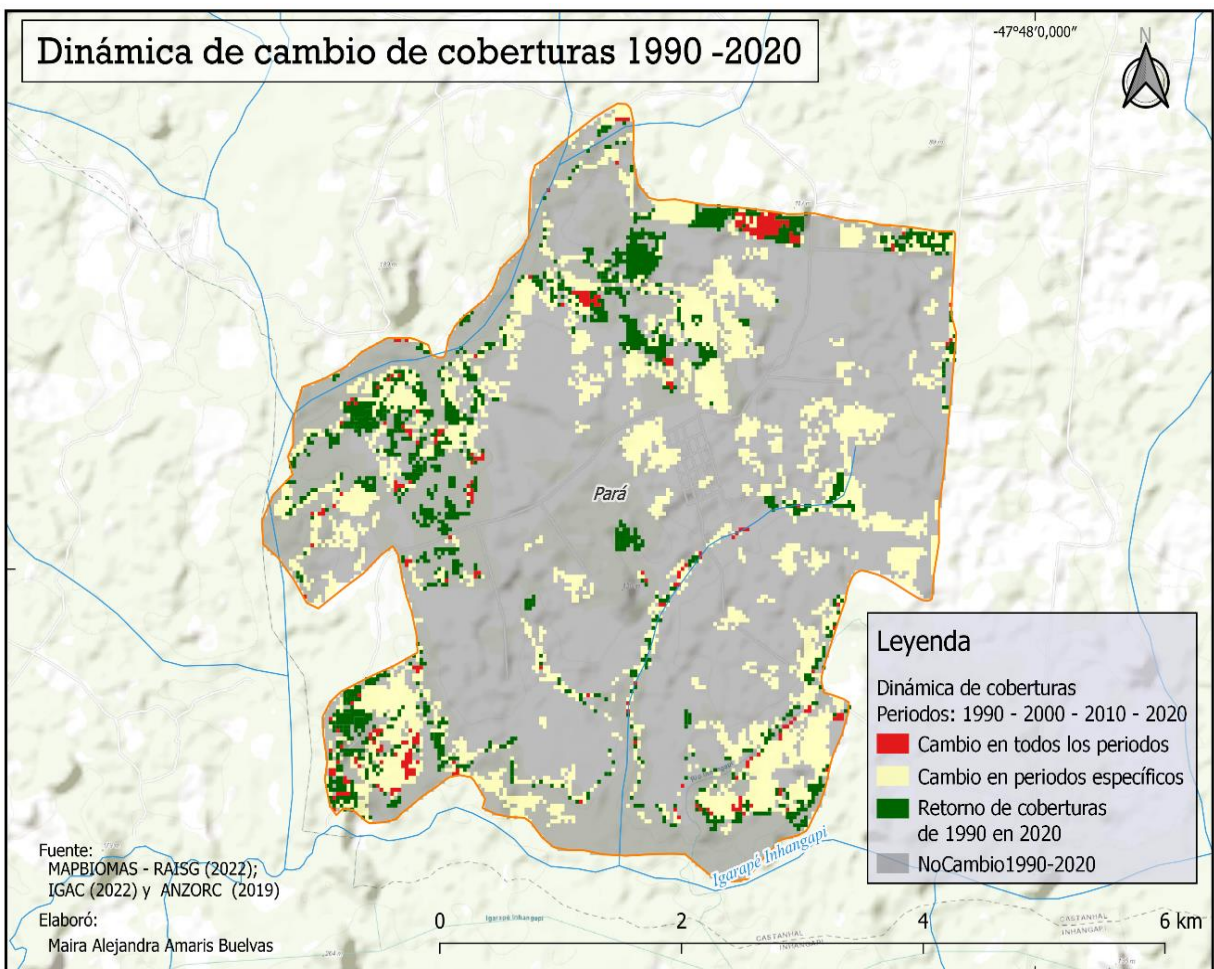 Dinámica de cambio de coberturas 1990 -2020
-47°48'0,000"
N
Pará
Igarapé Inhangapi
Leyenda
Dinámica de coberturas
Periodos: 1990 - 2000 - 2010 - 2020
Cambio en todos los periodos
Cambio en periodos específicos
Retorno de coberturas
de 1990 en 2020
NoCambio1990-2020
Fuente:
MAPBIOMAS - RAISG (2022);
IGAC (2022) y ANZORC (2019)
Elaboró:
Maira Alejandra Amaris Buelvas
0 2 4 6 km
Igarapé Inhangapi
CASTANHAL
INHANGAPI
CASTANHAL
INHANGAPI